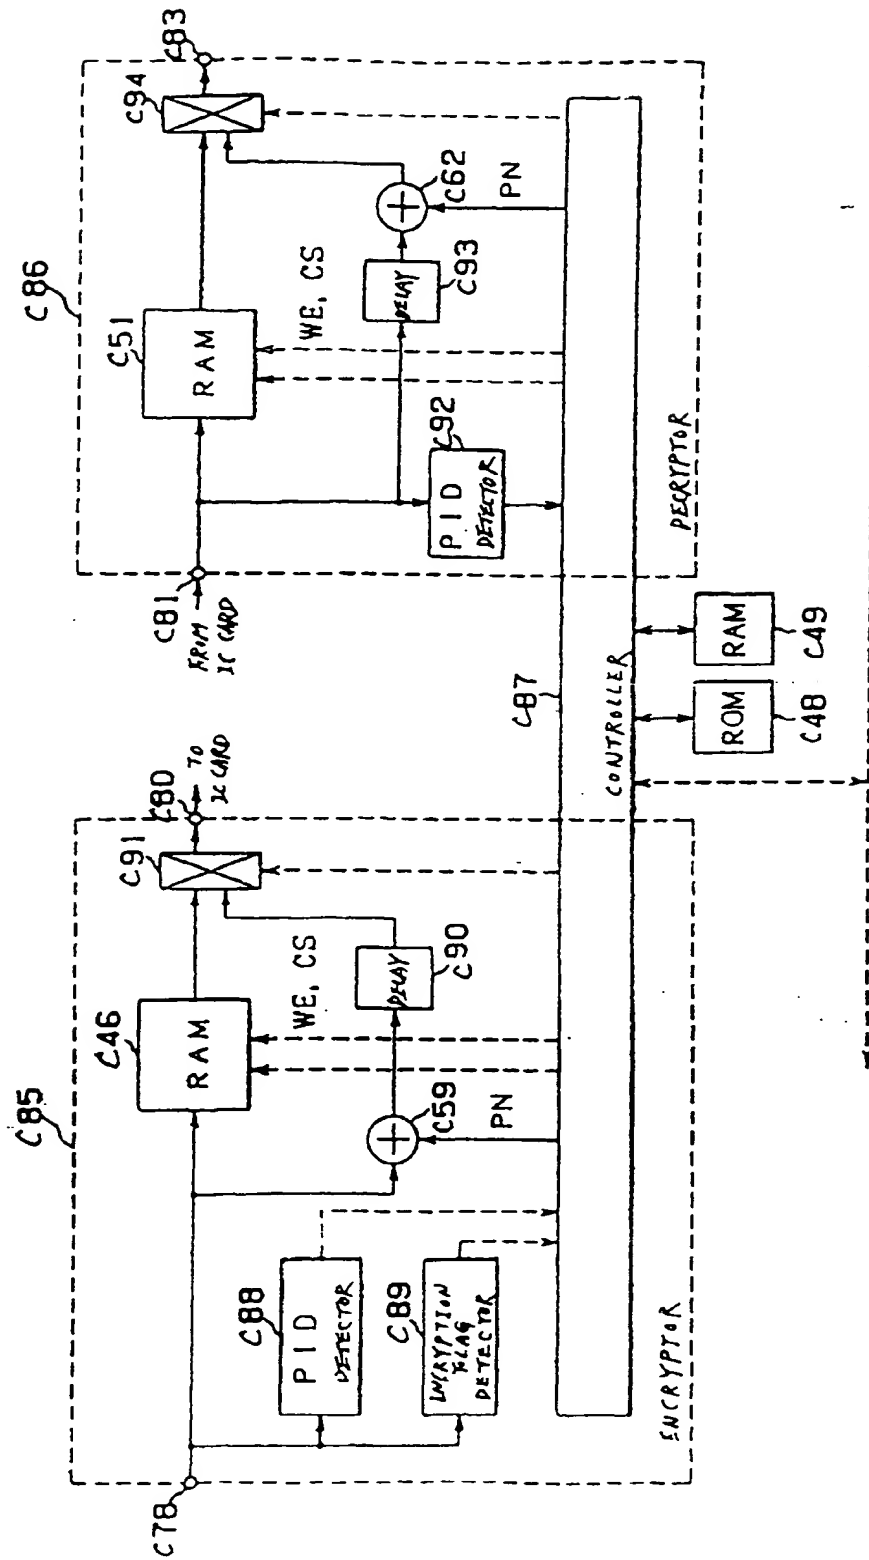 C85
C78
C88
PID
DETECTOR
C89
ENCRYPTION
FLAG
DETECTOR
C46
RAM
WE, CS
C59
PN
DELAY
C90
C91
C80
TO
IC CARD
ENCRYPTOR
C86
C81
FROM
IC CARD
C51
RAM
WE, CS
C92
PID
DETECTOR
DELAY
C93
C62
PN
C94
C83
DECRYPTOR
C87
CONTROLLER
ROM
C48
RAM
C49